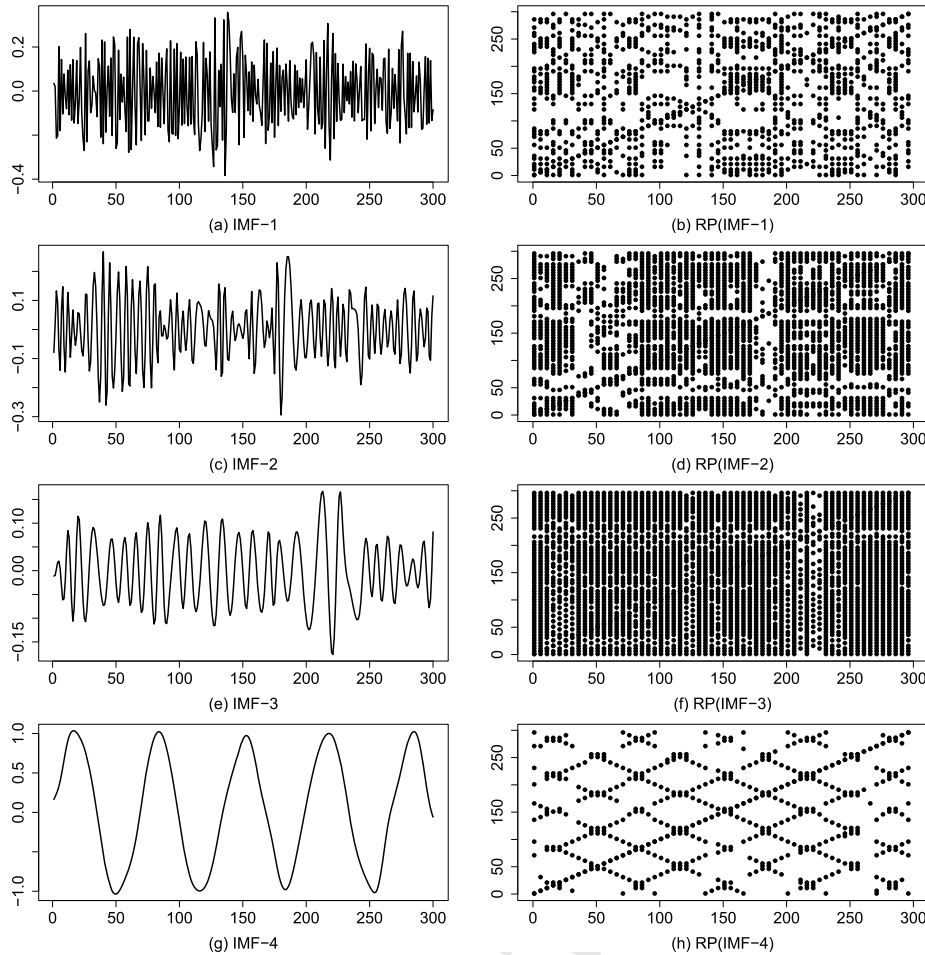 0.2
0.0
−0.4
0 50 100 150 200 250 300
(a) IMF−1
250
150
50
0
0 50 100 150 200 250 300
(b) RP(IMF−1)
0.1
−0.1
−0.3
0 50 100 150 200 250 300
(c) IMF−2
250
150
50
0
0 50 100 150 200 250 300
(d) RP(IMF−2)
0.10
0.00
−0.15
0 50 100 150 200 250 300
(e) IMF−3
250
150
50
0
0 50 100 150 200 250 300
(f) RP(IMF−3)
1.0
0.0
−1.0
0 50 100 150 200 250 300
(g) IMF−4
250
150
50
0
0 50 100 150 200 250 300
(h) RP(IMF−4)